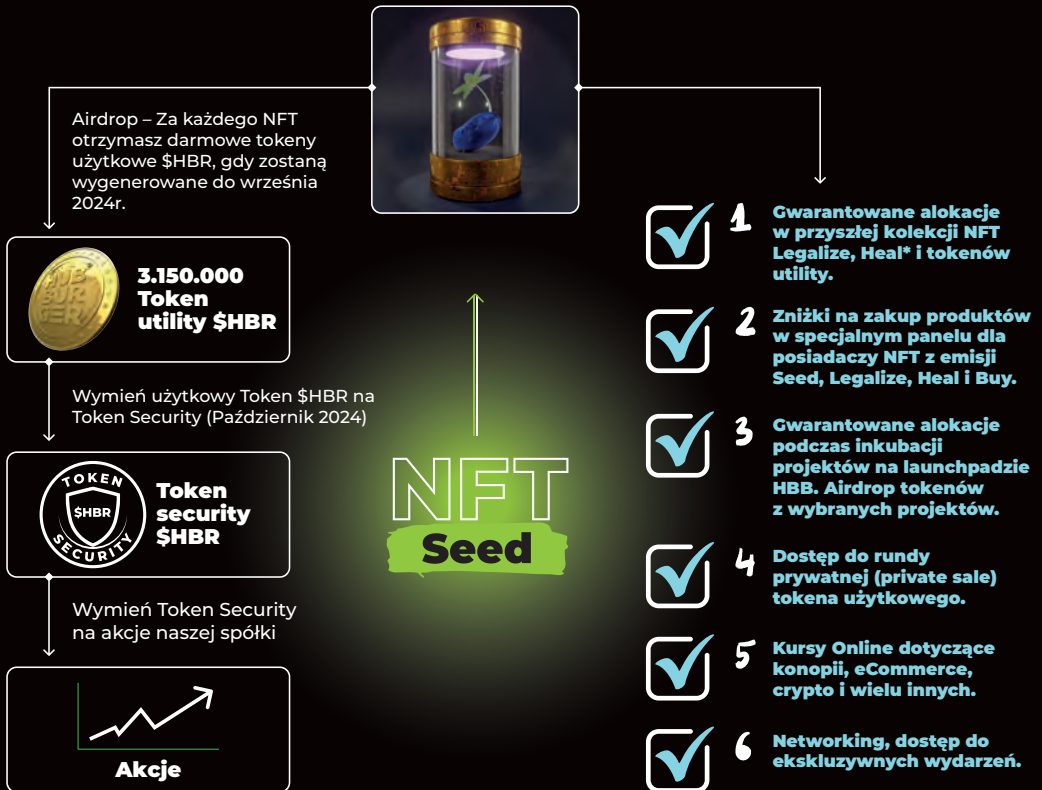 Airdrop – Za każdego NFT
otrzymasz darmowe tokeny
użytkowe $HBR, gdy zostaną
wygenerowane do września
2024r.
HNB
BUR
GER
3.150.000
Token
utility $HBR
Wymień użytkowy Token $HBR na
Token Security (Październik 2024)
TOKEN
$HBR
SECURITY
Token
security
$HBR
Wymień Token Security
na akcje naszej spółki
Akcje
NFT
Seed
1 Gwarantowane alokacje
w przyszłej kolekcji NFT
Legalize, Heal* i tokenów
utility.
2 Zniżki na zakup produktów
w specjalnym panelu dla
posiadaczy NFT z emisji
Seed, Legalize, Heal i Buy.
3 Gwarantowane alokacje
podczas inkubacji
projektów na launchpadzie
HBB. Airdrop tokenów
z wybranych projektów.
4 Dostęp do rundy
prywatnej (private sale)
tokena użytkowego.
5 Kursy Online dotyczące
konopii, eCommerce,
crypto i wielu innych.
6 Networking, dostęp do
ekskluzywnych wydarzeń.